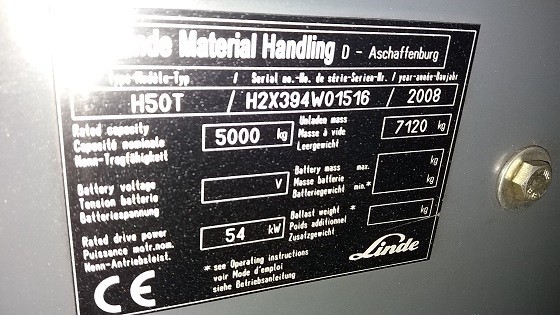 Linde Material Handling D - Aschaffenburg
Type-Modèle-Typ / Serial no.-No. de série-Serien-Nr. / year-année-Baujahr
H50T / H2X394W01516 / 2008
Rated capacity
Capacité nominale
Nenn-Tragfähigkeit
5000 kg
Unladen mass
Masse à vide
Leergewicht
7120 kg
Battery voltage
Tension batterie
Batteriespannung
V
Battery mass max.
Masse batterie
Batteriegewicht min.*
kg
kg
Rated drive power
Puissance motr.nom.
Nenn-Antriebsleist.
54 kW
Ballast weight *
Poids additionnel
Zusatzgewicht
kg
* see Operating instructions
voir Mode d'emploi
siehe Betriebsanleitung
Linde
CE